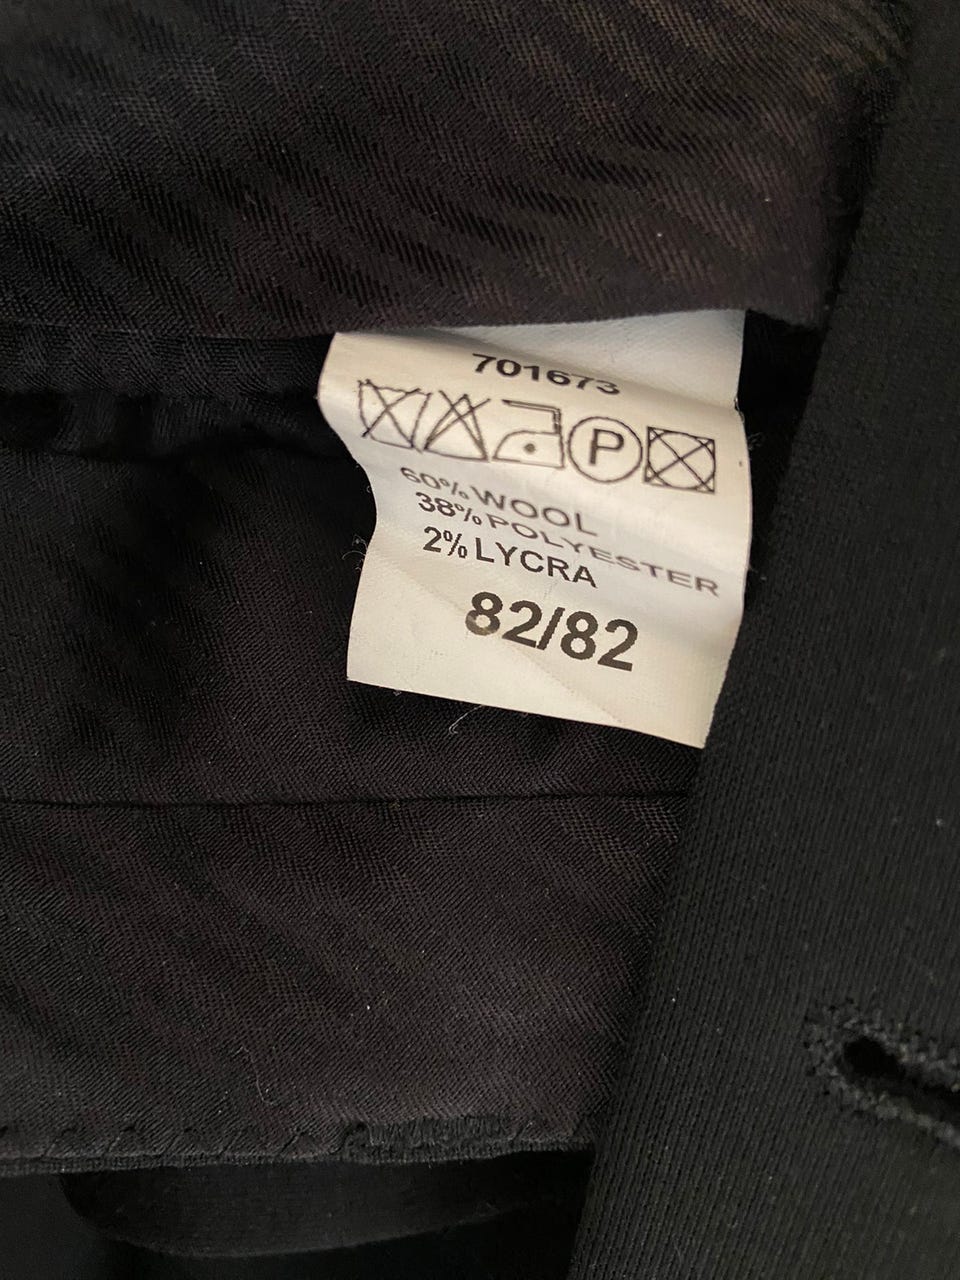 701673
P
60% WOOL
38% POLYESTER
2% LYCRA
82/82